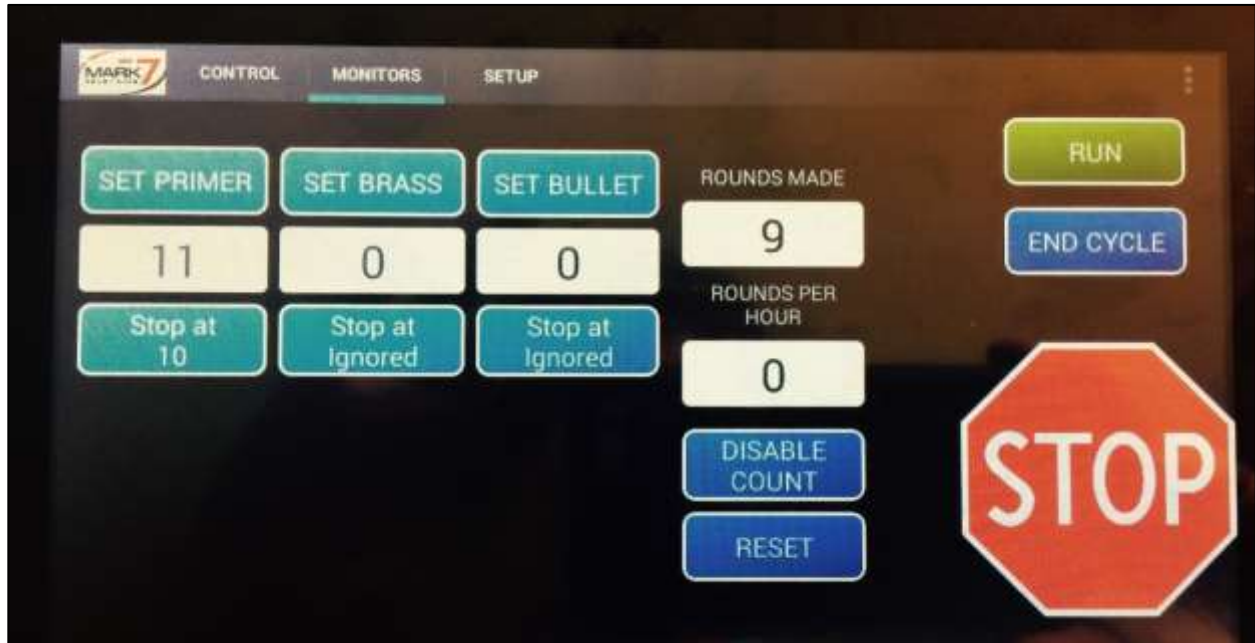 MARK 7
CONTROL
MONITORS
SETUP
SET PRIMER
SET BRASS
SET BULLET
11
0
0
Stop at
10
Stop at
Ignored
Stop at
Ignored
ROUNDS MADE
9
ROUNDS PER
HOUR
0
DISABLE
COUNT
RESET
RUN
END CYCLE
STOP